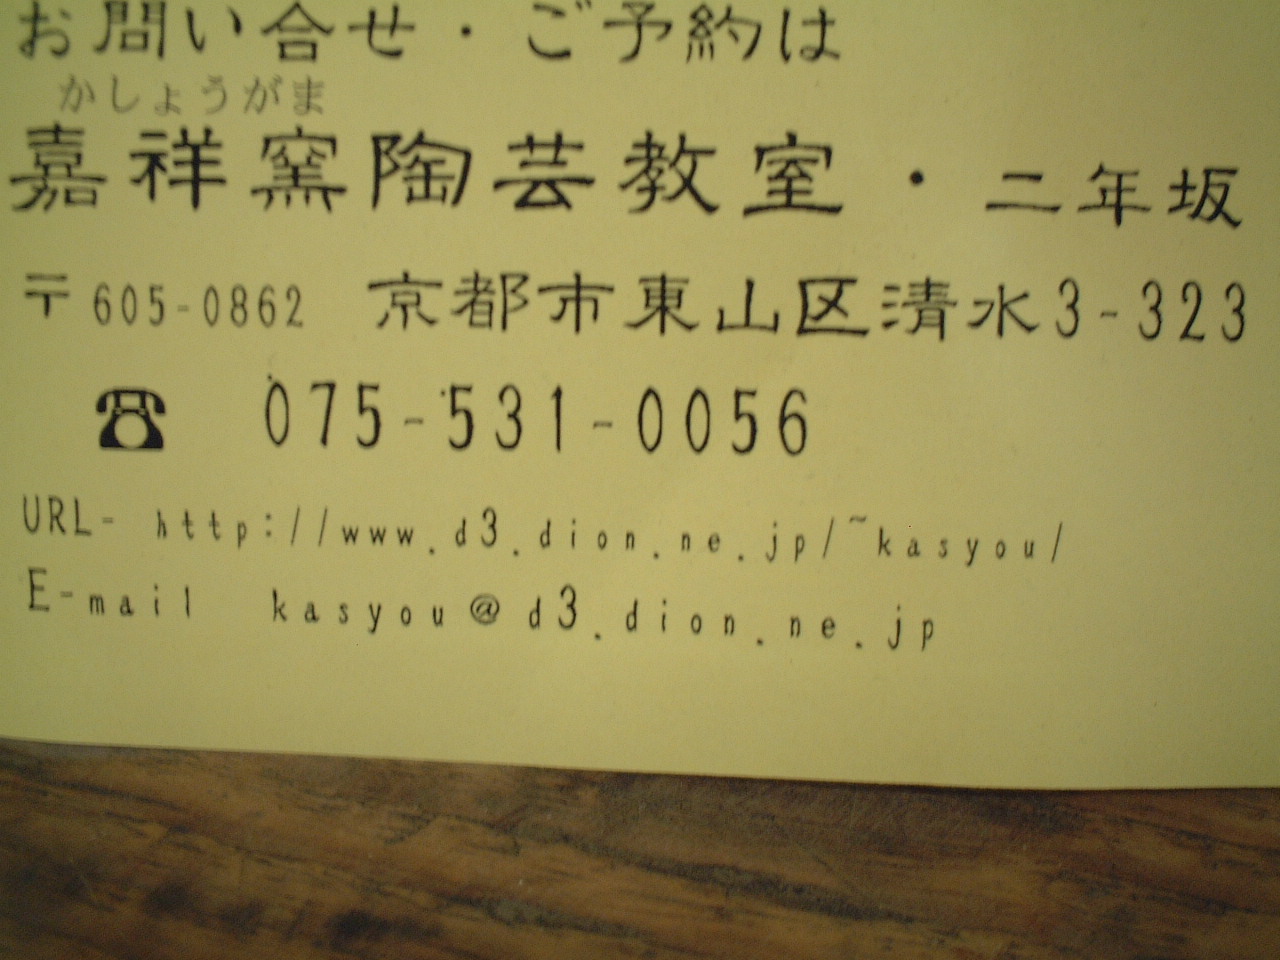 お問い合せ・ご予約は
かしょうがま
嘉祥窯陶芸教室・二年坂
〒605-0862 京都市東山区清水3-323
☎ 075-531-0056
URL- http://www.d3.dion.ne.jp/~kasyou/
E-mail kasyou@d3.dion.ne.jp